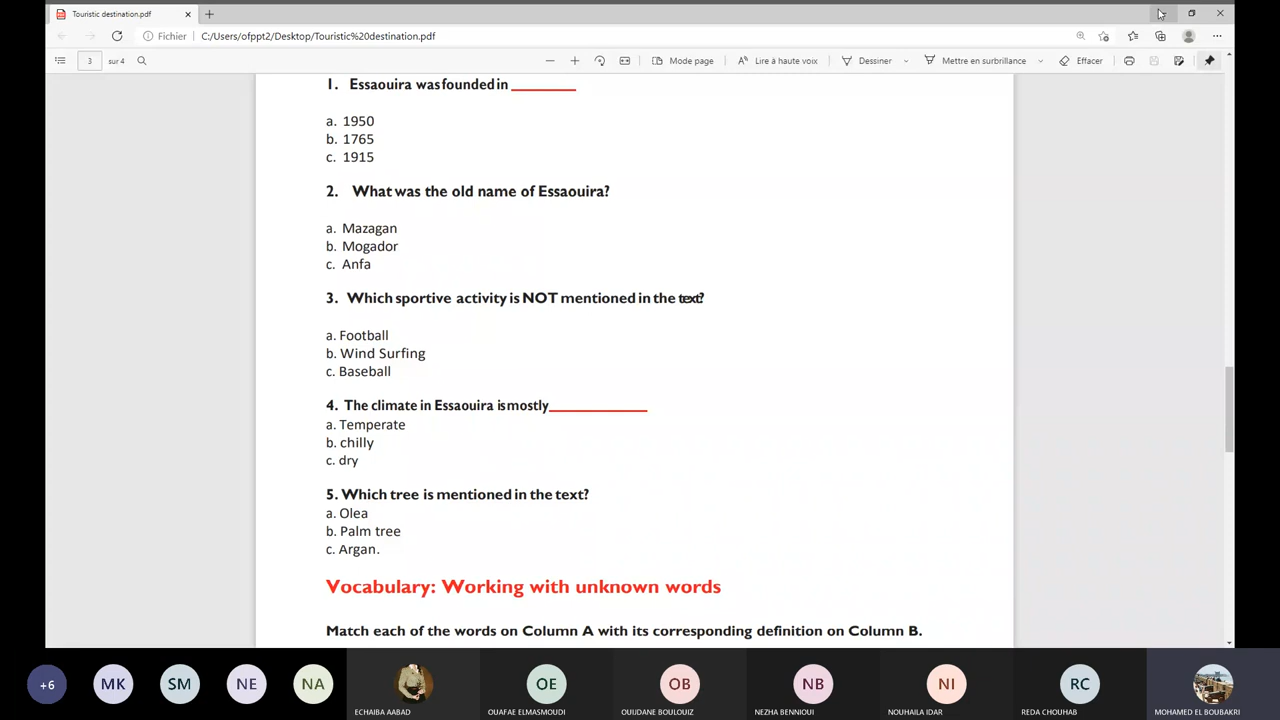 Touristic destination.pdf
Fichier C:/Users/ofppt2/Desktop/Touristic%20destination.pdf
3 sur 4 Mode page Lire à haute voix Dessiner Mettre en surbrillance Effacer
1. Essaouira was founded in ________
a. 1950
b. 1765
c. 1915
2. What was the old name of Essaouira?
a. Mazagan
b. Mogador
c. Anfa
3. Which sportive activity is NOT mentioned in the text?
a. Football
b. Wind Surfing
c. Baseball
4. The climate in Essaouira is mostly____________
a. Temperate
b. chilly
c. dry
5. Which tree is mentioned in the text?
a. Olea
b. Palm tree
c. Argan.
Vocabulary: Working with unknown words
Match each of the words on Column A with its corresponding definition on Column B.
+6 MK SM NE NA OE OB NB NI RC
ECHAIBA AABAD OUAFAE ELMASMOUDI OUIJDANE BOULOUIZ NEZHA BENNIOUI NOUHAILA IDAR REDA CHOUHAB MOHAMED EL BOUBAKRI